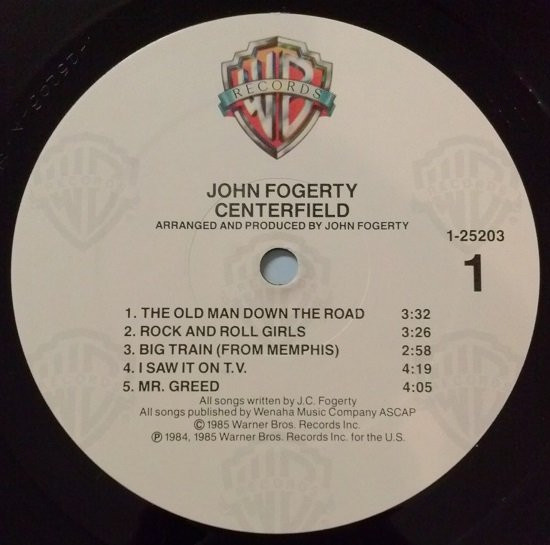 RECORDS
JOHN FOGERTY
CENTERFIELD
ARRANGED AND PRODUCED BY JOHN FOGERTY
1-25203
1
1. THE OLD MAN DOWN THE ROAD 3:32
2. ROCK AND ROLL GIRLS 3:26
3. BIG TRAIN (FROM MEMPHIS) 2:58
4. I SAW IT ON T.V. 4:19
5. MR. GREED 4:05
All songs written by J.C. Fogerty
All songs published by Wenaha Music Company ASCAP
©1985 Warner Bros. Records Inc.
℗ 1984, 1985 Warner Bros. Records Inc. for the U.S.